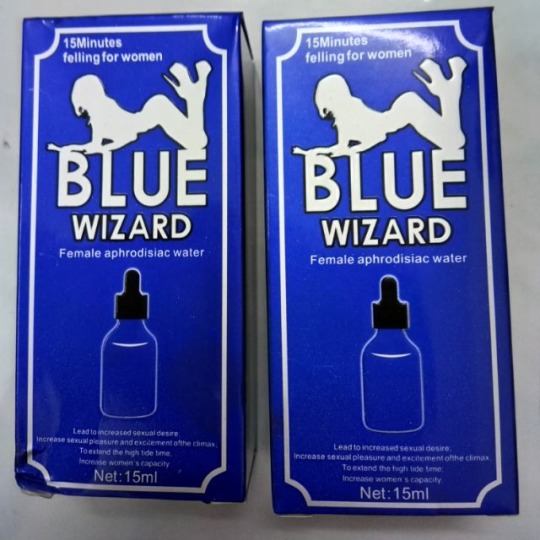 15Minutes
felling for women
BLUE
WIZARD
Female aphrodisiac water
Lead to increased sexual desire.
Increase sexual pleasure and excitement ofthe climax.
To extend the high tide time;
Increase women's capacity
Net:15ml
15Minutes
felling for women
BLUE
WIZARD
Female aphrodisiac water
Lead to increased sexual desire.
Increase sexual pleasure and excitement ofthe climax.
To extend the high tide time;
Increase women's capacity
Net:15ml